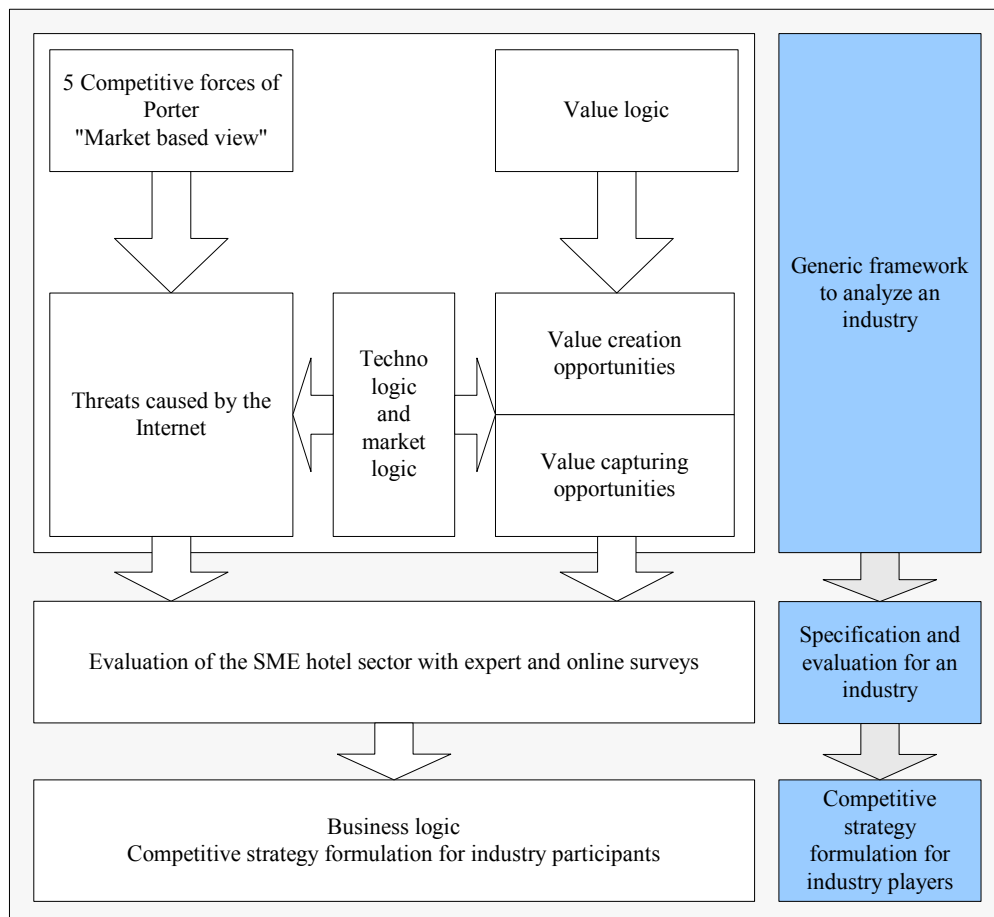 5 Competitive forces of
Porter
"Market based view"
Value logic
Generic framework
to analyze an
industry
Threats caused by the
Internet
Techno
logic
and
market
logic
Value creation
opportunities
Value capturing
opportunities
Evaluation of the SME hotel sector with expert and online surveys
Specification and
evaluation for an
industry
Business logic
Competitive strategy formulation for industry participants
Competitive
strategy
formulation for
industry players